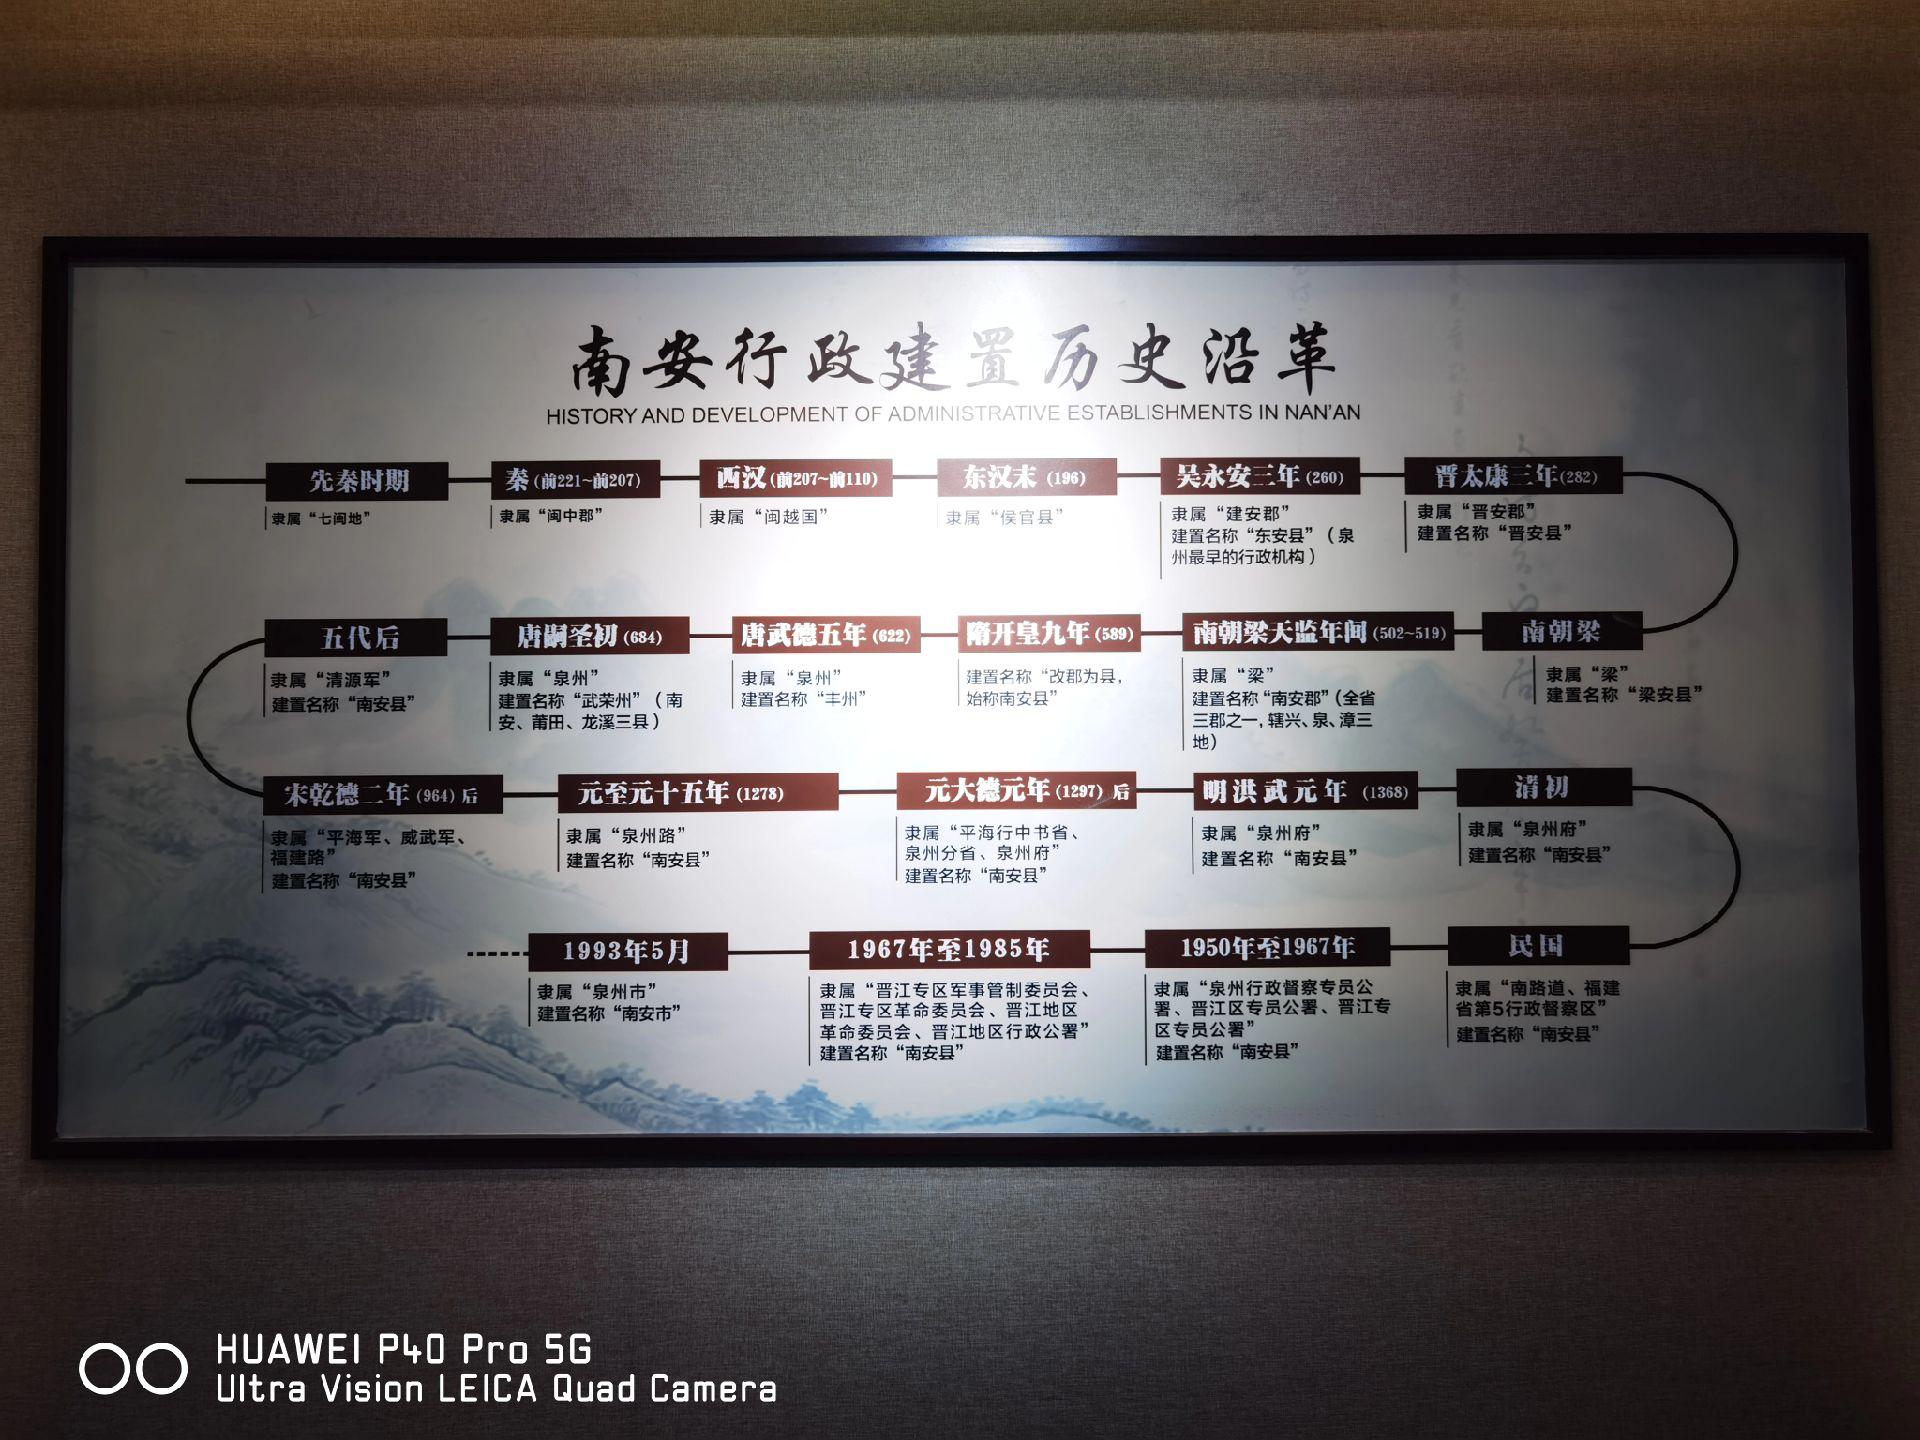 南安行政建置历史沿革
HISTORY AND DEVELOPMENT OF ADMINISTRATIVE ESTABLISHMENTS IN NAN'AN
先秦时期
隶属“七闽地”
秦(前221~前207)
隶属“闽中郡”
西汉(前207~前110)
隶属“闽越国”
东汉末(196)
隶属“侯官县”
吴永安三年(260)
隶属“建安郡”
建置名称“东安县”(泉
州最早的行政机构)
晋太康三年(282)
隶属“晋安郡”
建置名称“晋安县”
南朝梁
隶属“梁”
建置名称“梁安县”
南朝梁天监年间(502~519)
隶属“梁”
建置名称“南安郡”(全省
三郡之一,辖兴、泉、漳三
地)
隋开皇九年(589)
建置名称“改郡为县,
始称南安县”
唐武德五年(622)
隶属“泉州”
建置名称“丰州”
唐嗣圣初(684)
隶属“泉州”
建置名称“武荣州”(南
安、莆田、龙溪三县)
五代后
隶属“清源军”
建置名称“南安县”
宋乾德二年(964)后
隶属“平海军、威武军、
福建路”
建置名称“南安县”
元至元十五年(1278)
隶属“泉州路”
建置名称“南安县”
元大德元年(1297)后
隶属“平海行中书省、
泉州分省、泉州府”
建置名称“南安县”
明洪武元年(1368)
隶属“泉州府”
建置名称“南安县”
清初
隶属“泉州府”
建置名称“南安县”
民国
隶属“南路道、福建
省第5行政督察区”
建置名称“南安县”
1950年至1967年
隶属“泉州行政督察专员公
署、晋江区专员公署、晋江专
区专员公署”
建置名称“南安县”
1967年至1985年
隶属“晋江专区军事管制委员会、
晋江专区革命委员会、晋江地区
革命委员会、晋江地区行政公署”
建置名称“南安县”
1993年5月
隶属“泉州市”
建置名称“南安市”
HUAWEI P40 Pro 5G
Ultra Vision LEICA Quad Camera